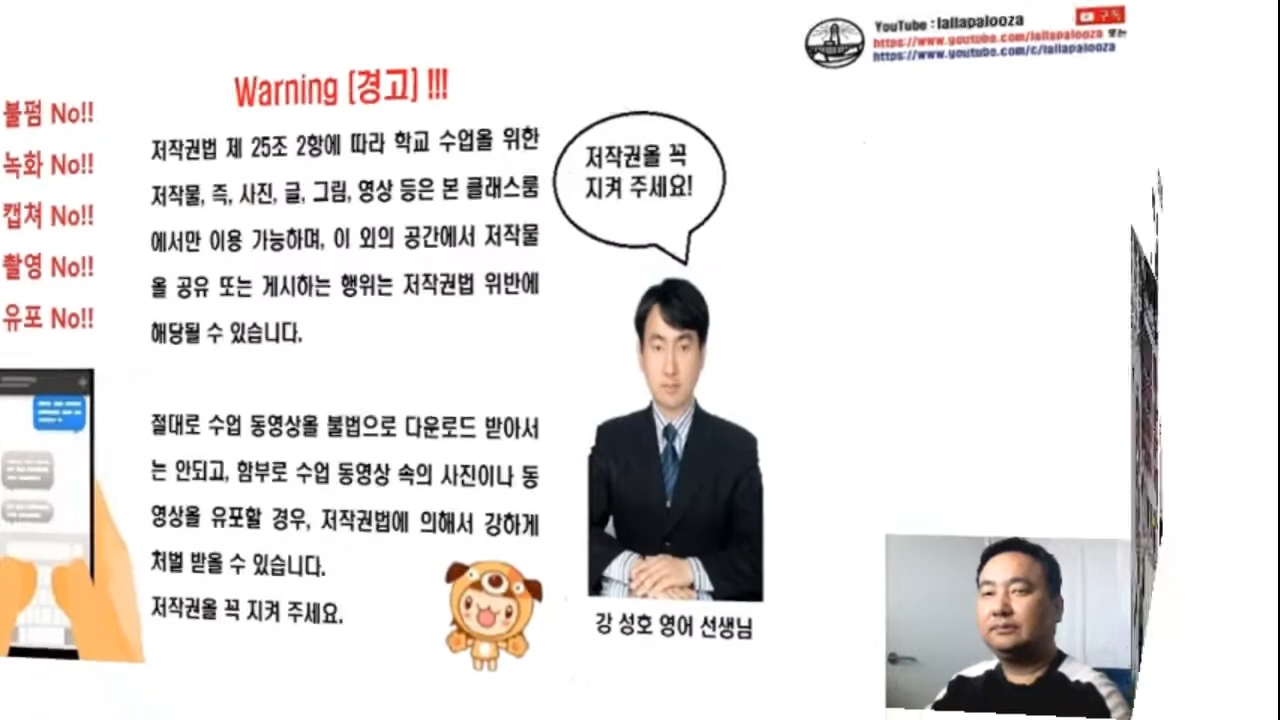 YouTube : lallapalooza
구독
https://www.youtube.com/lallapalooza 또는
https://www.youtube.com/c/lallapalooza
불펌 No!!
녹화 No!!
캡쳐 No!!
촬영 No!!
유포 No!!
Warning [경고] !!!
저작권법 제 25조 2항에 따라 학교 수업을 위한
저작물, 즉, 사진, 글, 그림, 영상 등은 본 클래스룸
에서만 이용 가능하며, 이 외의 공간에서 저작물
을 공유 또는 게시하는 행위는 저작권법 위반에
해당될 수 있습니다.
절대로 수업 동영상을 불법으로 다운로드 받아서
는 안되고, 함부로 수업 동영상 속의 사진이나 동
영상을 유포할 경우, 저작권법에 의해서 강하게
처벌 받을 수 있습니다.
저작권을 꼭 지켜 주세요.
저작권을 꼭
지켜 주세요!
강 성호 영어 선생님